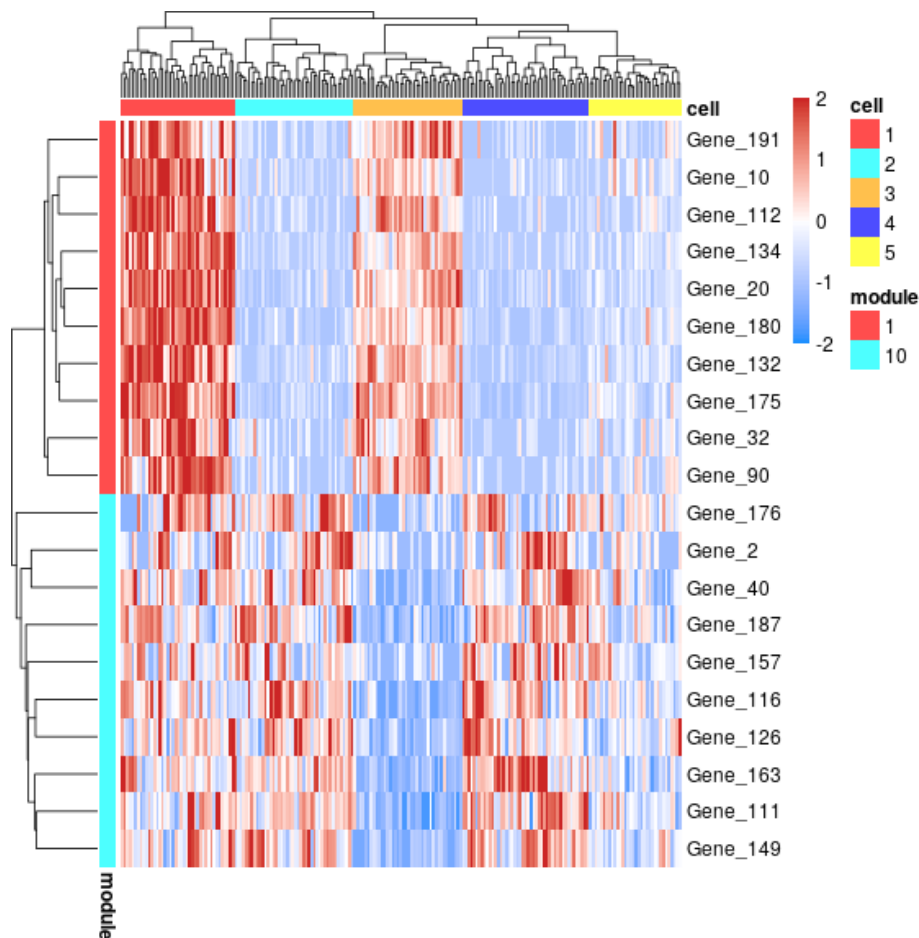 cell
Gene_191
Gene_10
Gene_112
Gene_134
Gene_20
Gene_180
Gene_132
Gene_175
Gene_32
Gene_90
Gene_176
Gene_2
Gene_40
Gene_187
Gene_157
Gene_116
Gene_126
Gene_163
Gene_111
Gene_149
module
2
1
0
-1
-2
cell
1
2
3
4
5
module
1
10